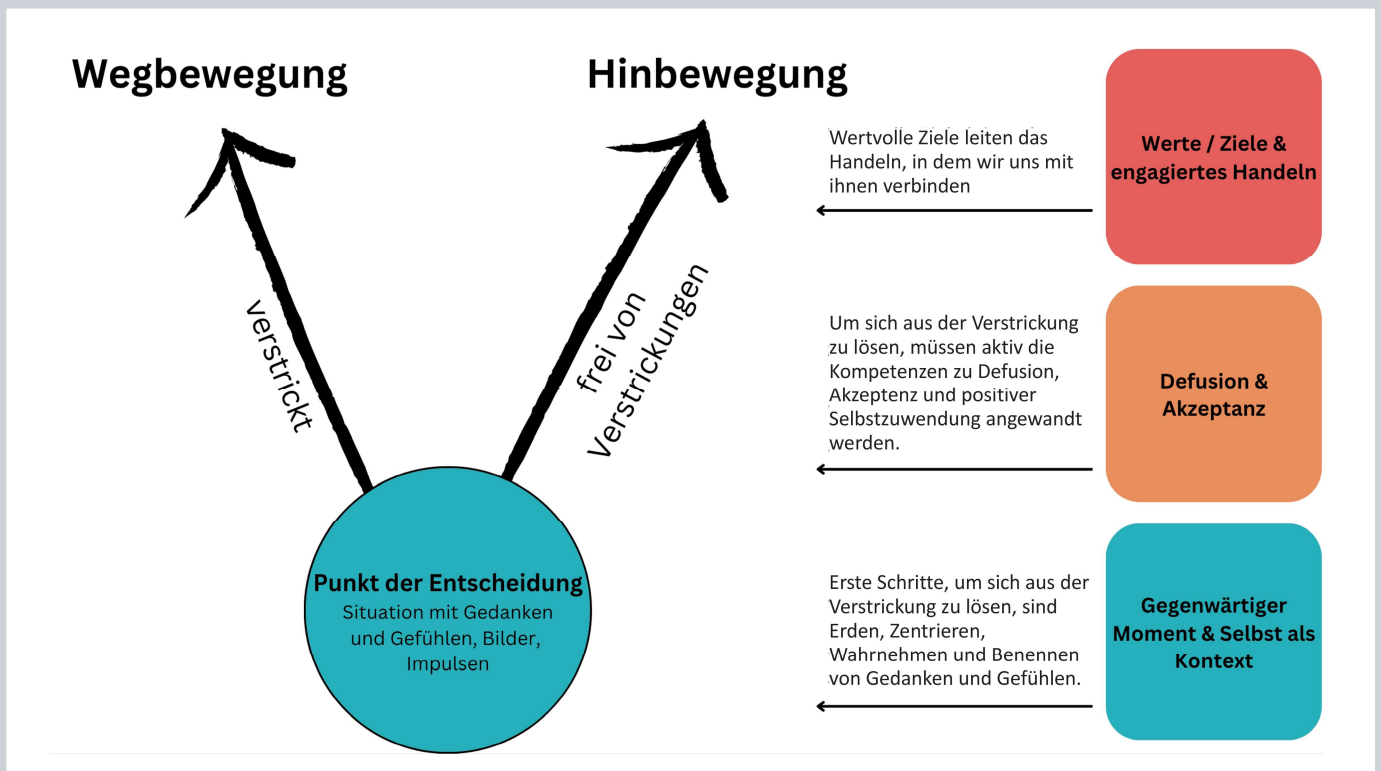 Wegbewegung
Hinbewegung
verstrickt
frei von
Verstrickungen
Punkt der Entscheidung
Situation mit Gedanken
und Gefühlen, Bilder,
Impulsen
Wertvolle Ziele leiten das
Handeln, in dem wir uns mit
ihnen verbinden
Werte / Ziele &
engagiertes Handeln
Um sich aus der Verstrickung
zu lösen, müssen aktiv die
Kompetenzen zu Defusion,
Akzeptenz und positiver
Selbstzuwendung angewandt
werden.
Defusion &
Akzeptanz
Erste Schritte, um sich aus der
Verstrickung zu lösen, sind
Erden, Zentrieren,
Wahrnehmen und Benennen
von Gedanken und Gefühlen.
Gegenwärtiger
Moment & Selbst als
Kontext